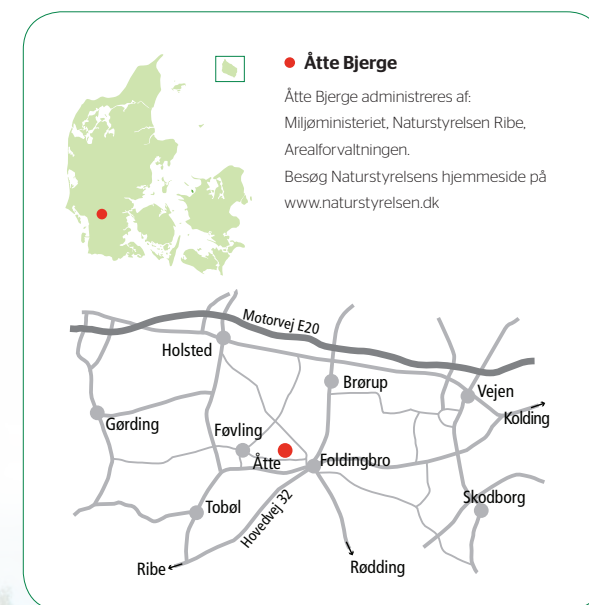 Åtte Bjerge
Åtte Bjerge administreres af:
Miljøministeriet, Naturstyrelsen Ribe,
Arealforvaltningen.
Besøg Naturstyrelsens hjemmeside på
www.naturstyrelsen.dk
Motorvej E20
Holsted
Brørup
Vejen
Kolding
Gørding
Føvling
Åtte
Foldingbro
Skodborg
Tobøl
Hovedvej 32
Ribe
Rødding